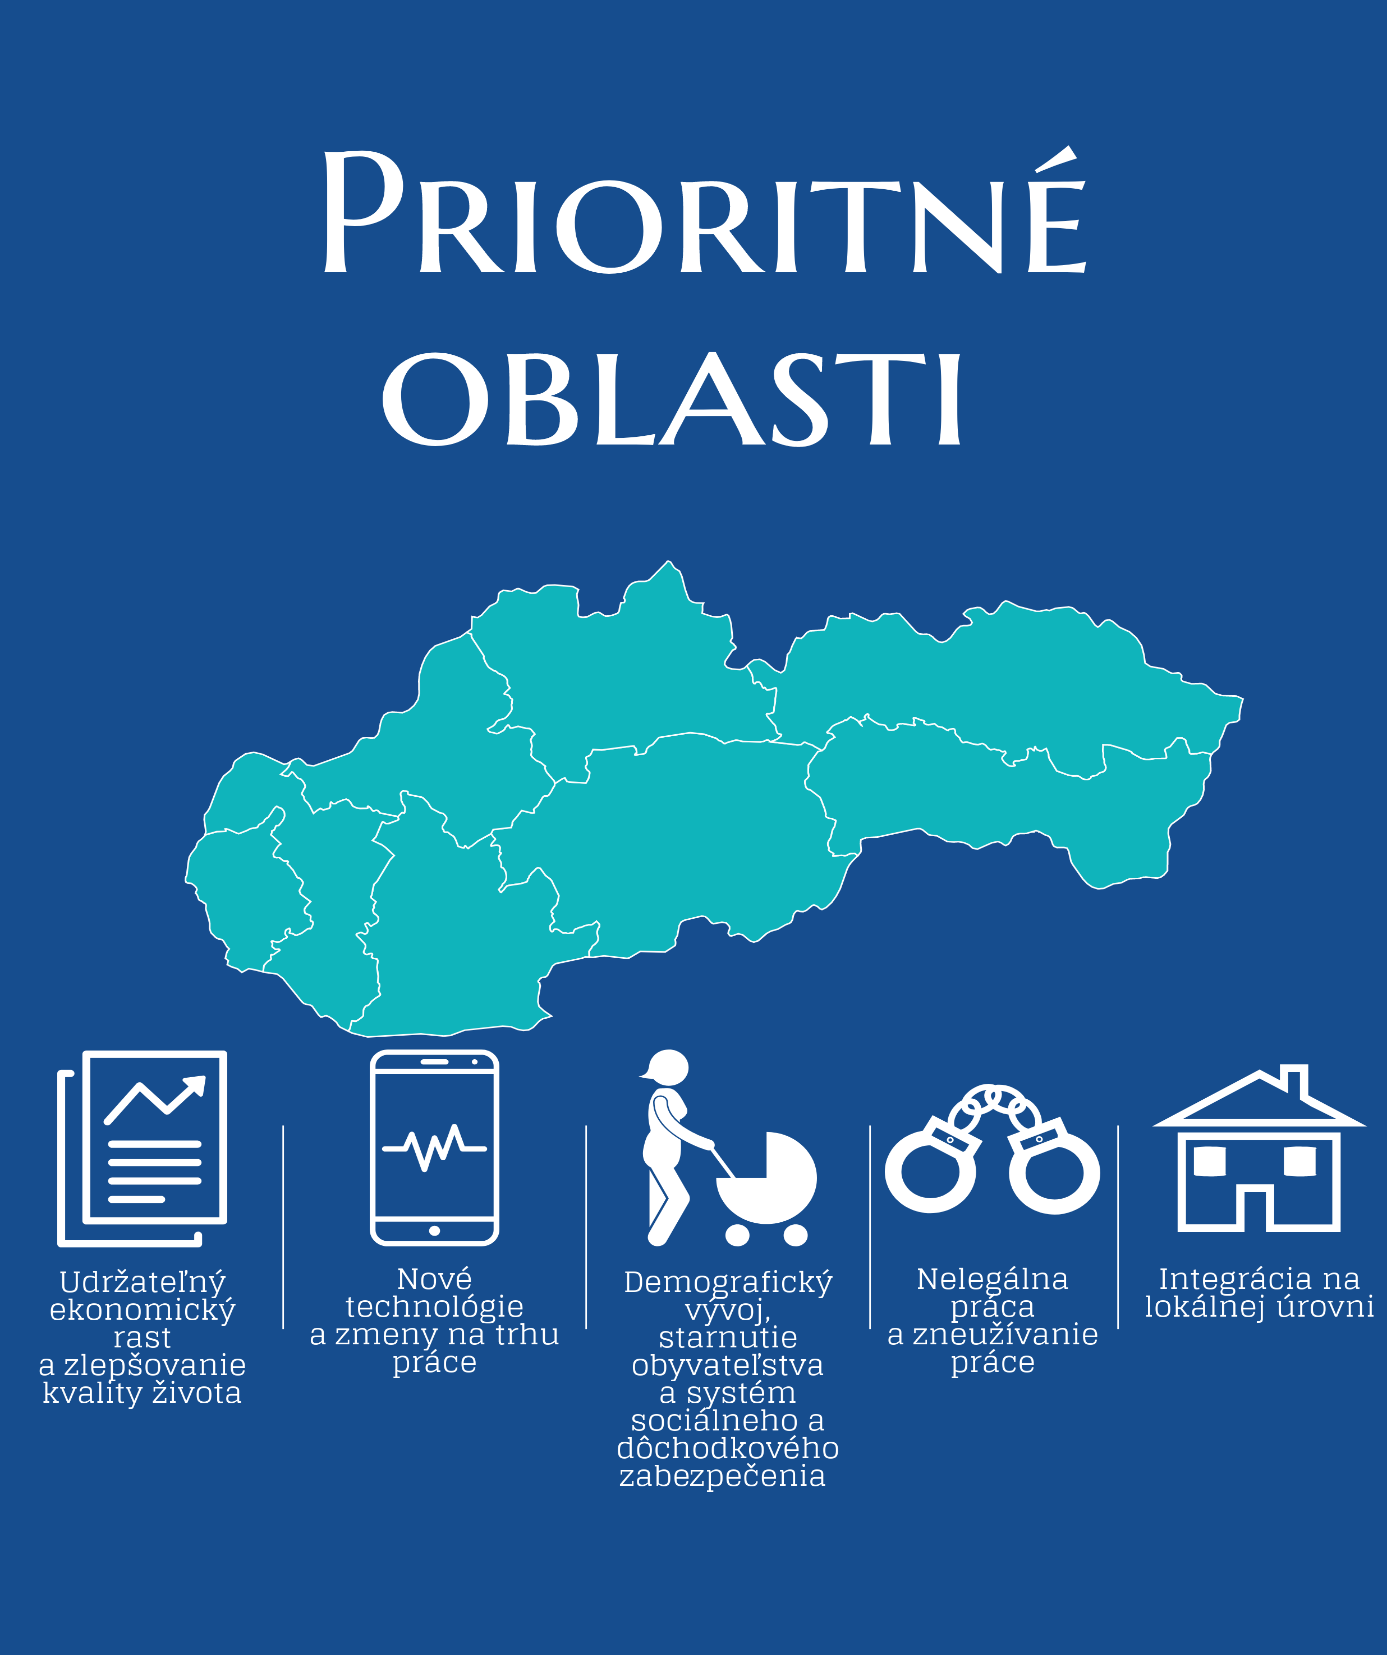 Prioritné
oblasti
Udržateľný
ekonomický
rast
a zlepšovanie
kvality života
Nové
technológie
a zmeny na trhu
práce
Demografický
vývoj,
starnutie
obyvateľstva
a systém
sociálneho a
dôchodkového
zabezpečenia
Nelegálna
práca
a zneužívanie
práce
Integrácia na
lokálnej úrovni